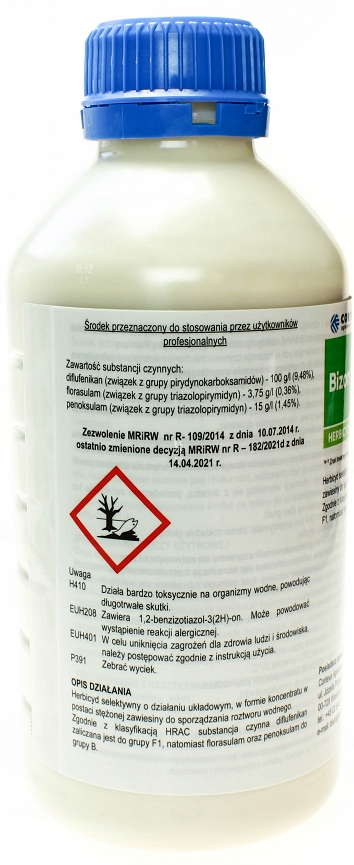 Środek przeznaczony do stosowania przez użytkowników
profesjonalnych
Zawartość substancji czynnych:
diflufenikan (związek z grupy pirydynokarboksamidów) - 100 g/l (9,48%),
florasulam (związek z grupy triazolopirymidyn) - 3,75 g/l (0,36%),
penoksulam (związek z grupy triazolopirymidyn) - 15 g/l (1,45%).
Zezwolenie MRiRW nr R- 109/2014 z dnia 10.07.2014 r.
ostatnio zmienione decyzją MRiRW nr R – 182/2021d z dnia
14.04.2021 r.
Uwaga
H410 Działa bardzo toksycznie na organizmy wodne, powodując
długotrwałe skutki.
EUH208 Zawiera 1,2-benzizotiazol-3(2H)-on. Może powodować
wystąpienie reakcji alergicznej.
EUH401 W celu uniknięcia zagrożeń dla zdrowia ludzi i środowiska,
należy postępować zgodnie z instrukcją użycia.
P391 Zebrać wyciek.
OPIS DZIAŁANIA
Herbicyd selektywny o działaniu układowym, w formie koncentratu w
postaci stężonej zawiesiny do sporządzania roztworu wodnego.
Zgodnie z klasyfikacją HRAC substancja czynna diflufenikan
zaliczana jest do grupy F1, natomiast florasulam oraz penoksulam do
grupy B.